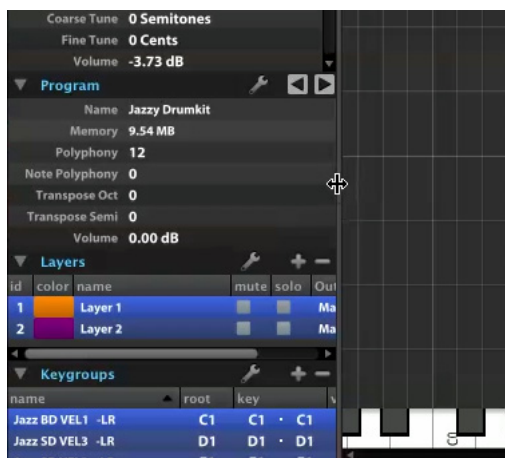 Coarse Tune 0 Semitones
Fine Tune 0 Cents
Volume -3.73 dB
Program
Name Jazzy Drumkit
Memory 9.54 MB
Polyphony 12
Note Polyphony 0
Transpose Oct 0
Transpose Semi 0
Volume 0.00 dB
Layers
id color name mute solo Out
1 Layer 1 Ma
2 Layer 2 Ma
Keygroups
name root key v
Jazz BD VEL1 -LR C1 C1 · C1
Jazz SD VEL3 -LR D1 D1 · D1